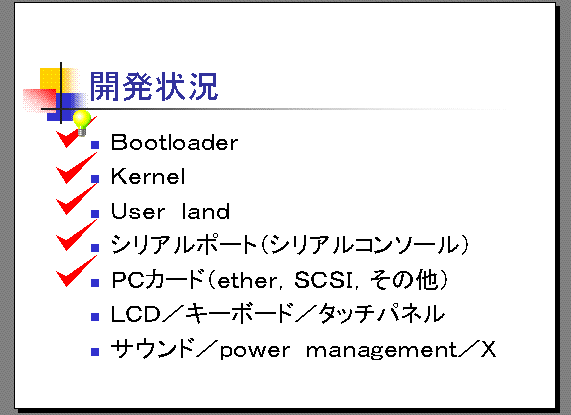 開発状況
Bootloader
Kernel
User land
シリアルポート(シリアルコンソール)
PCカード(ether, SCSI, その他)
LCD/キーボード/タッチパネル
サウンド/power management/X